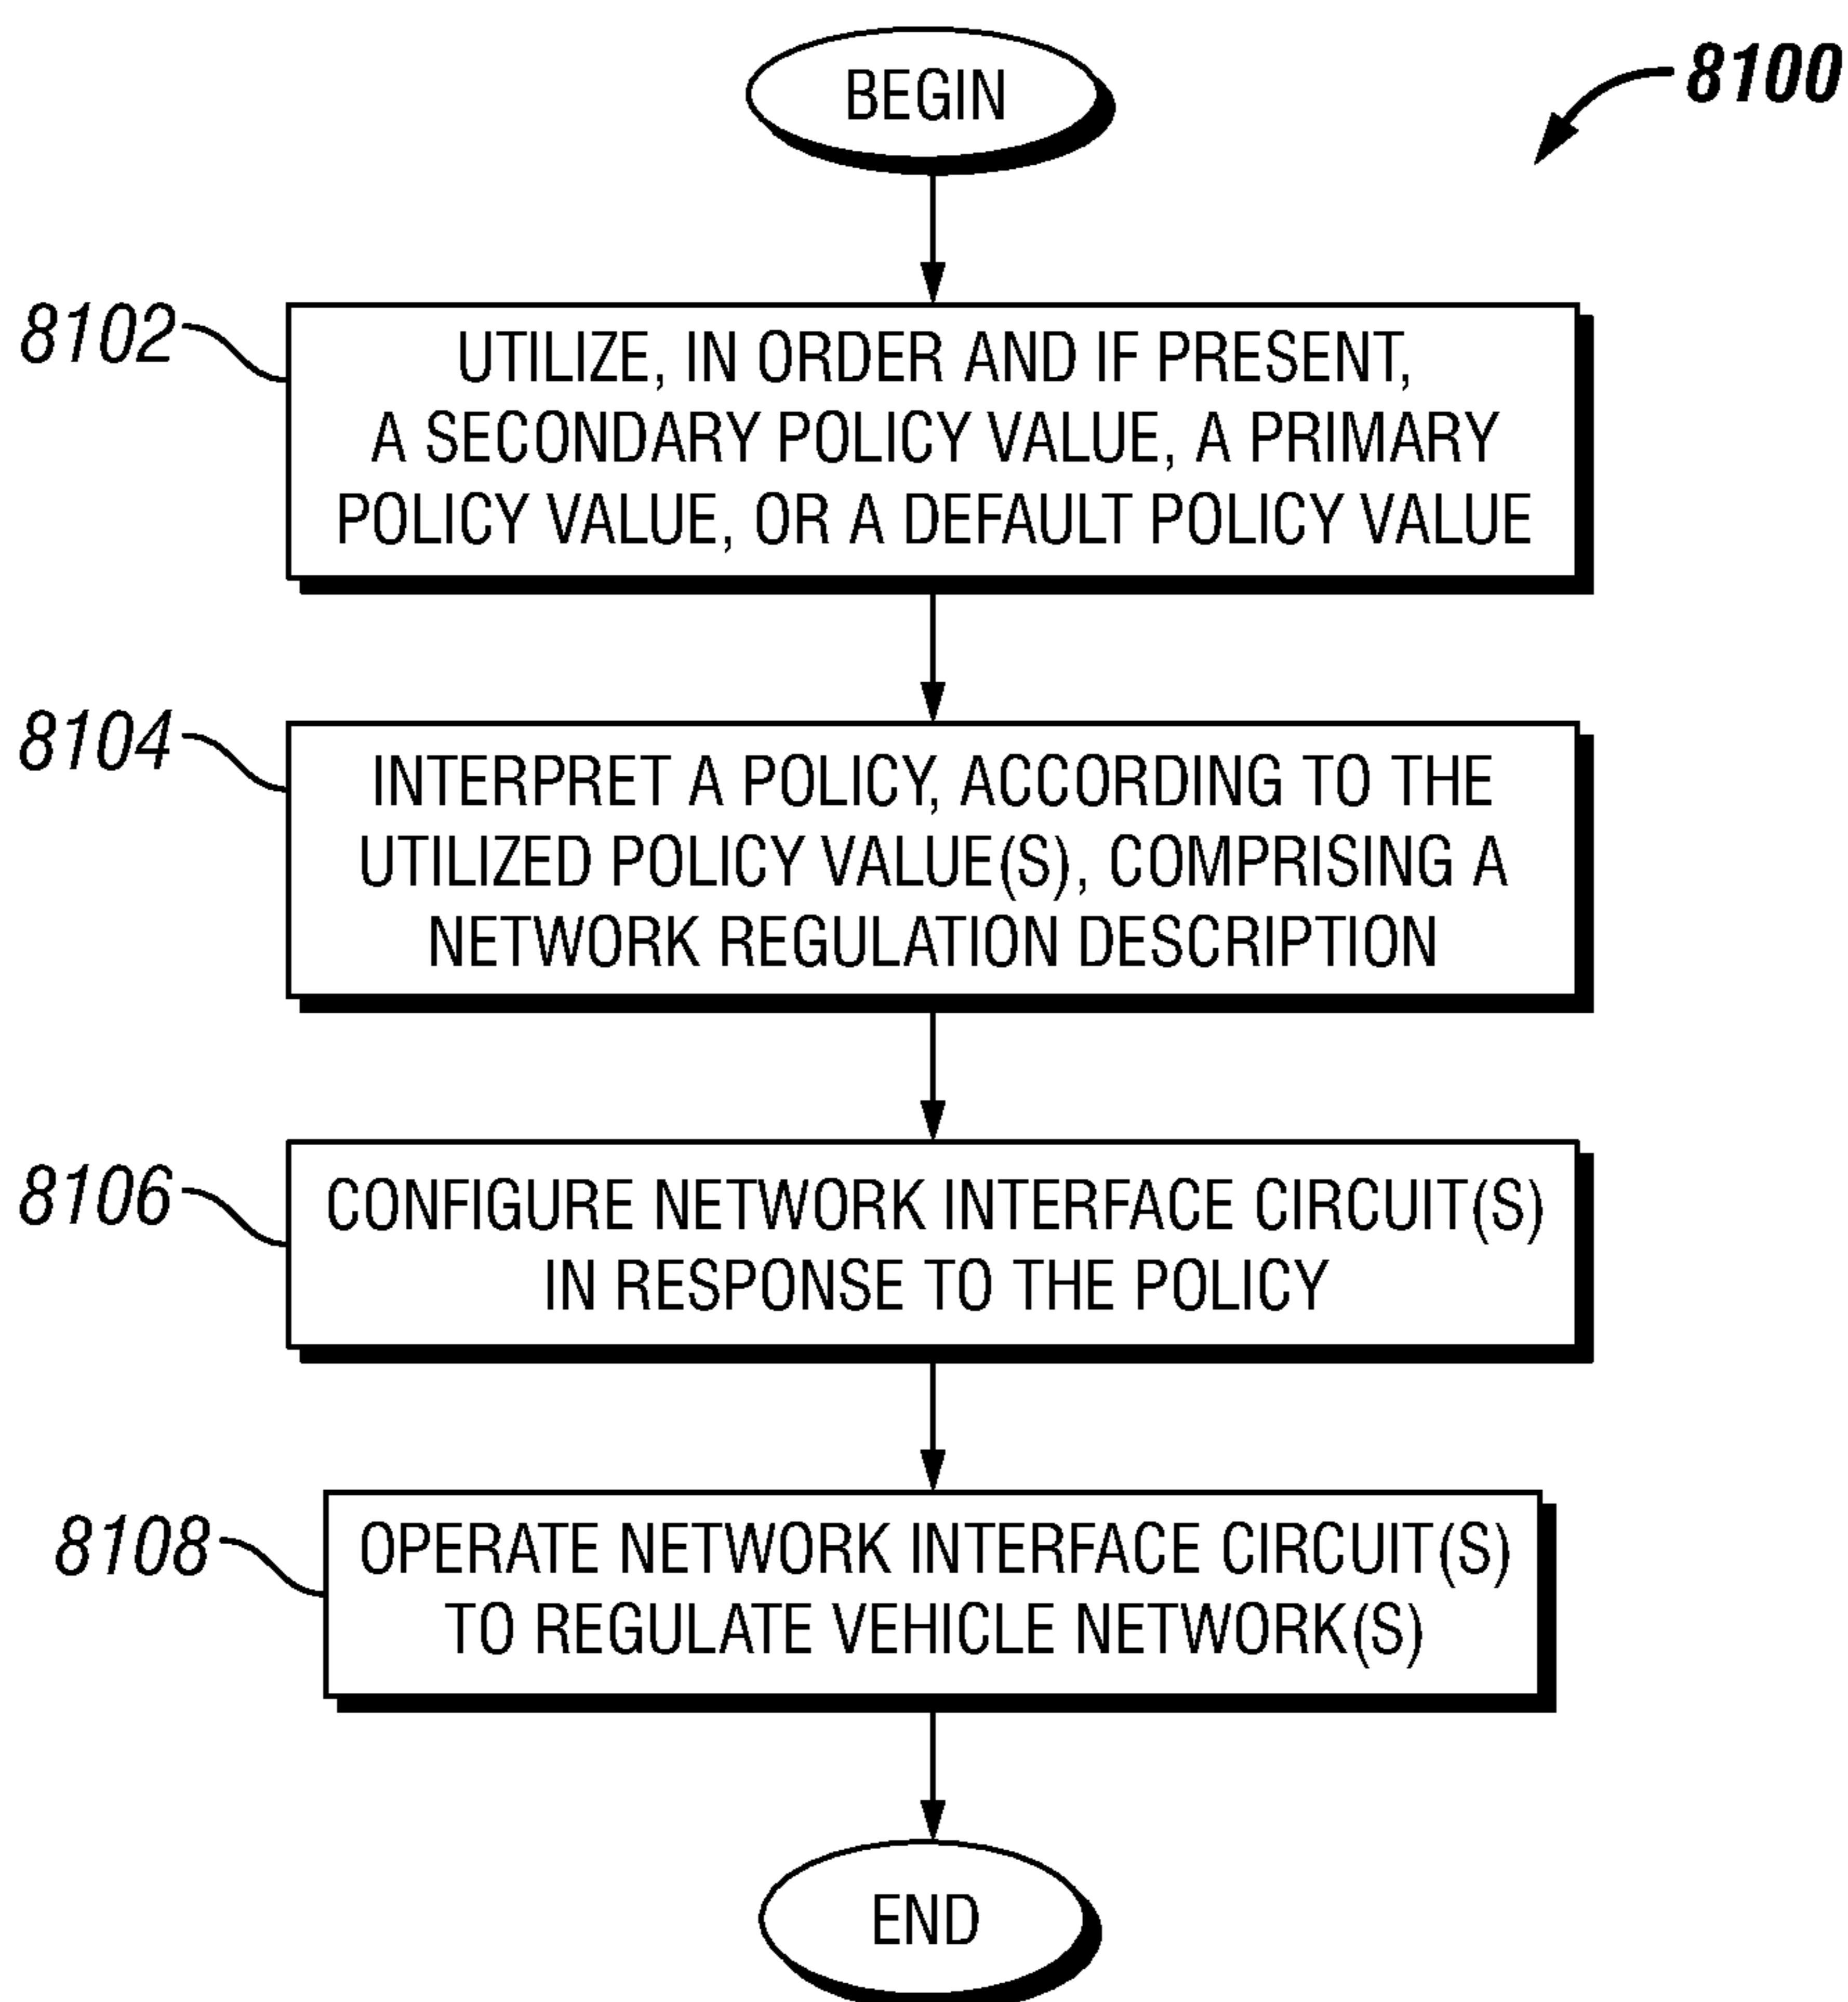 BEGIN
8100
8102
UTILIZE, IN ORDER AND IF PRESENT,
A SECONDARY POLICY VALUE, A PRIMARY
POLICY VALUE, OR A DEFAULT POLICY VALUE
8104
INTERPRET A POLICY, ACCORDING TO THE
UTILIZED POLICY VALUE(S), COMPRISING A
NETWORK REGULATION DESCRIPTION
8106
CONFIGURE NETWORK INTERFACE CIRCUIT(S)
IN RESPONSE TO THE POLICY
8108
OPERATE NETWORK INTERFACE CIRCUIT(S)
TO REGULATE VEHICLE NETWORK(S)
END